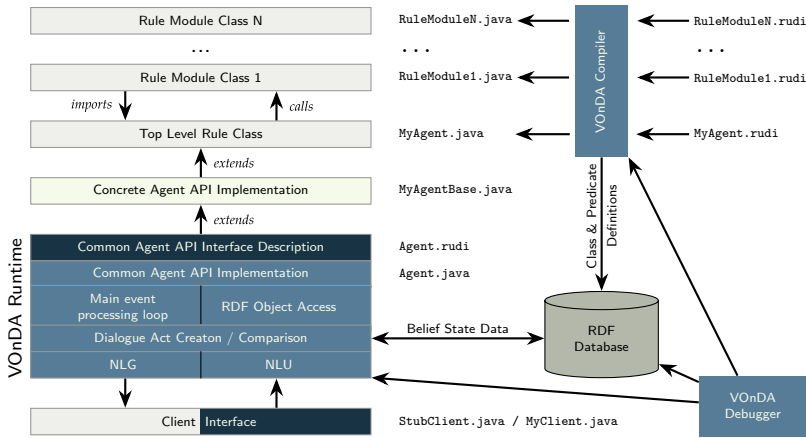 Rule Module Class N
RuleModuleN.java
RuleModuleN.rudi
...
...
...
Rule Module Class 1
RuleModule1.java
RuleModule1.rudi
VOnDA Compiler
imports
calls
Top Level Rule Class
MyAgent.java
MyAgent.rudi
extends
Concrete Agent API Implementation
MyAgentBase.java
Class & Predicate
Definitions
extends
VOnDA Runtime
Common Agent API Interface Description
Agent.rudi
Common Agent API Implementation
Agent.java
Main event
processing loop
RDF Object Access
Dialogue Act Creaton / Comparison
Belief State Data
RDF
Database
NLG
NLU
VOnDA
Debugger
Client Interface
StubClient.java / MyClient.java